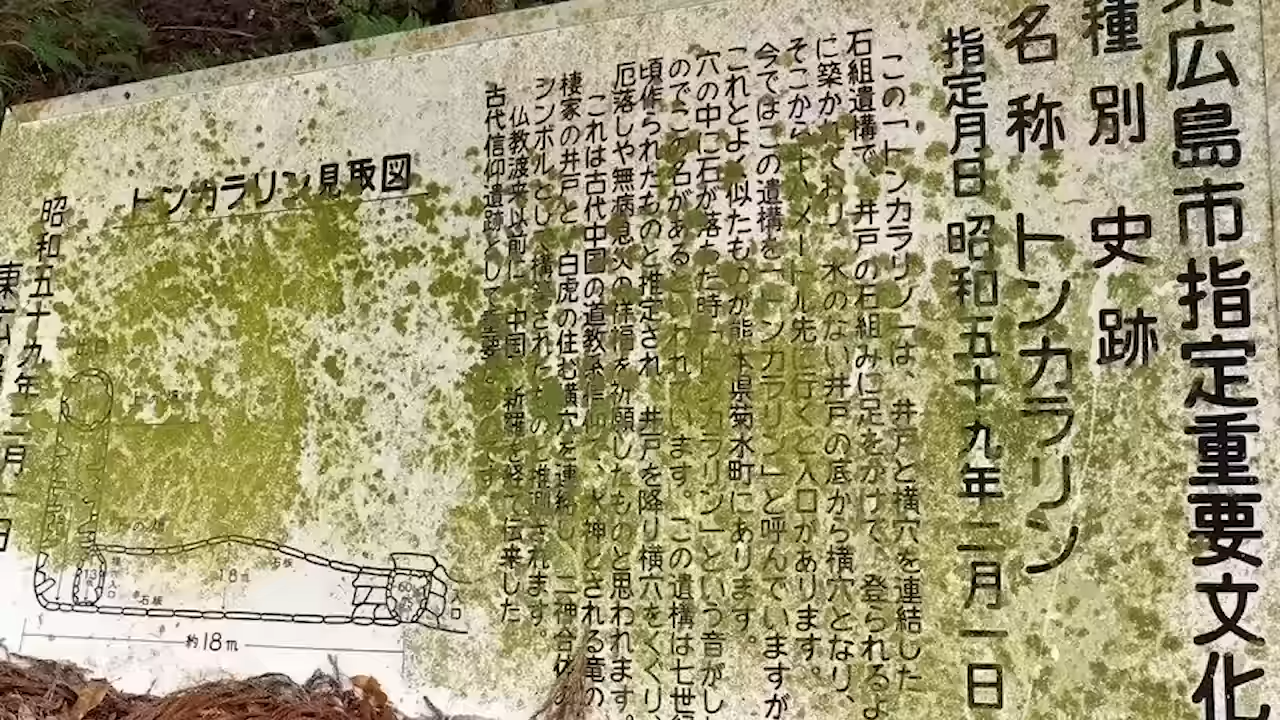 東広島市指定重要文化
種別 史跡
名称 トンカラリン
指定月日 昭和五十九年二月一日
この「トンカラリン」は、井戸と横穴を連結した
石組遺構で、井戸の石組みに足をかけて、登られるよ
に築かれており、水のない井戸の底から横穴となり、
そこから十八メートル先に行くと入口があります。
今ではこの遺構を「トンカラリン」と呼んでいますが
これとよく似たものが熊本県菊水町にあります。
穴の中に石が落ちた時「トンカラリン」という音がし
のでこの名があるといわれています。この遺構は七世紀
頃作られたものと推定され、井戸を降り横穴をくぐり、
厄落しや無病息災の祥福を祈願したものと思われます。
これは古代中国の道教系信仰、水神とされる竜の
棲家の井戸と、白虎の住む横穴を連結し、二神合体の
シンボルとして構築されたものと推測されます。
仏教渡来以前に中国、新羅 経 伝来した
古代信仰遺跡として重要なものです。
トンカラリン見取図
石板
18m
石板
入口
約18m
昭和五十九年二月一日
東広島